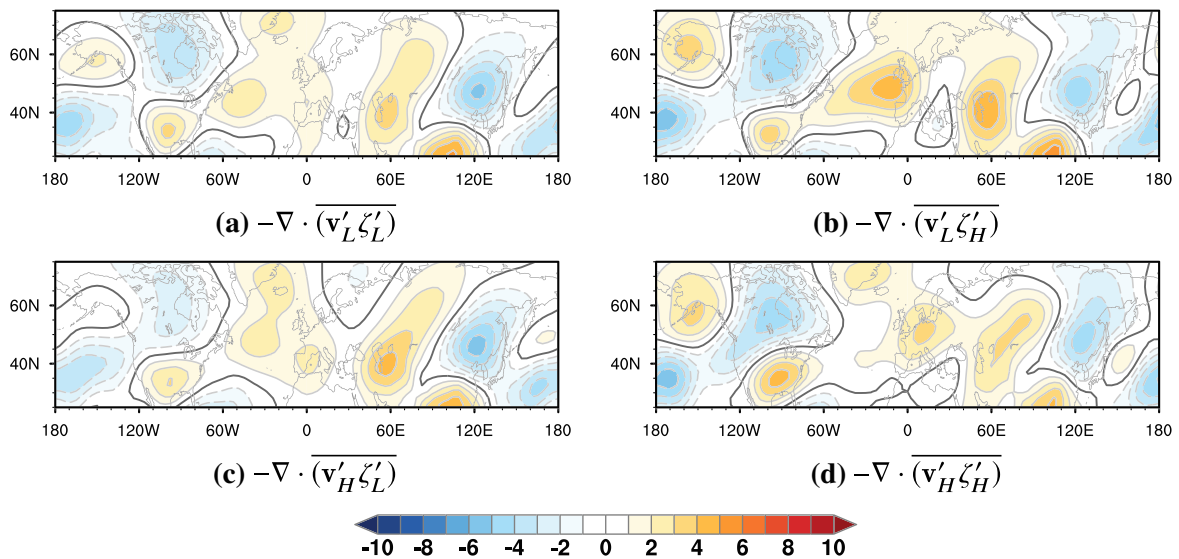 60N
40N
180 120W 60W 0 60E 120E 180
(a) −∇ · (v′_L ζ′_L)
60N
40N
180 120W 60W 0 60E 120E 180
(b) −∇ · (v′_L ζ′_H)
60N
40N
180 120W 60W 0 60E 120E 180
(c) −∇ · (v′_H ζ′_L)
60N
40N
180 120W 60W 0 60E 120E 180
(d) −∇ · (v′_H ζ′_H)
-10 -8 -6 -4 -2 0 2 4 6 8 10